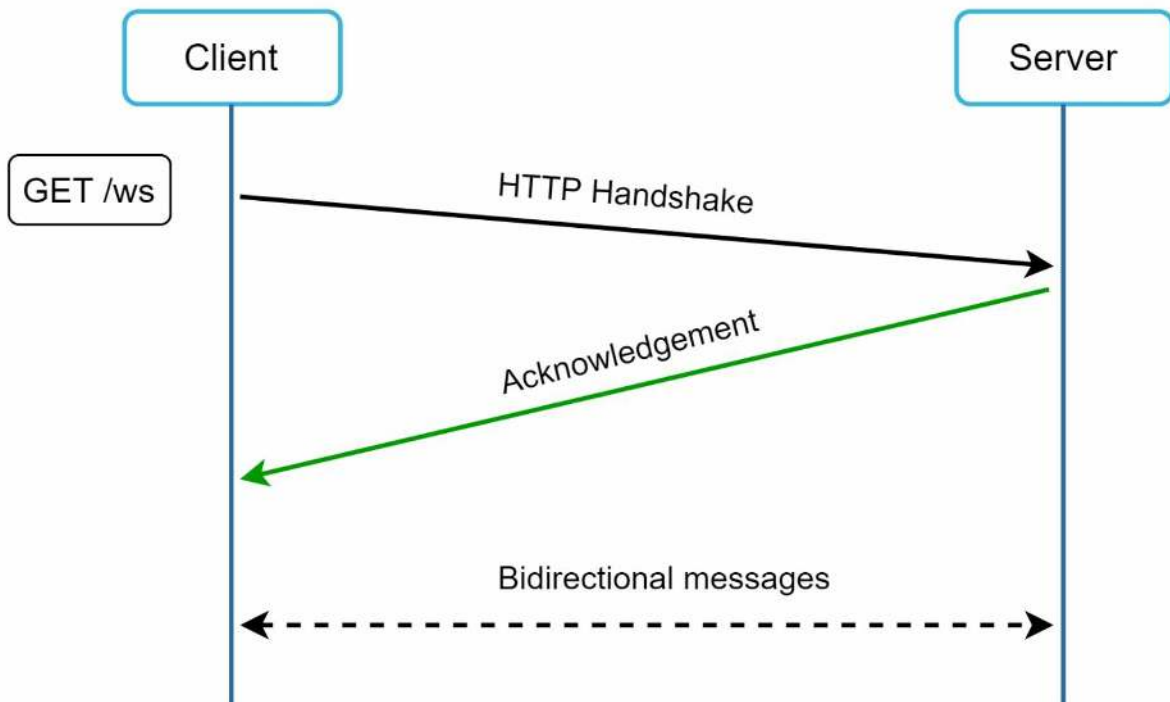 Client
Server
GET /ws
HTTP Handshake
Acknowledgement
Bidirectional messages